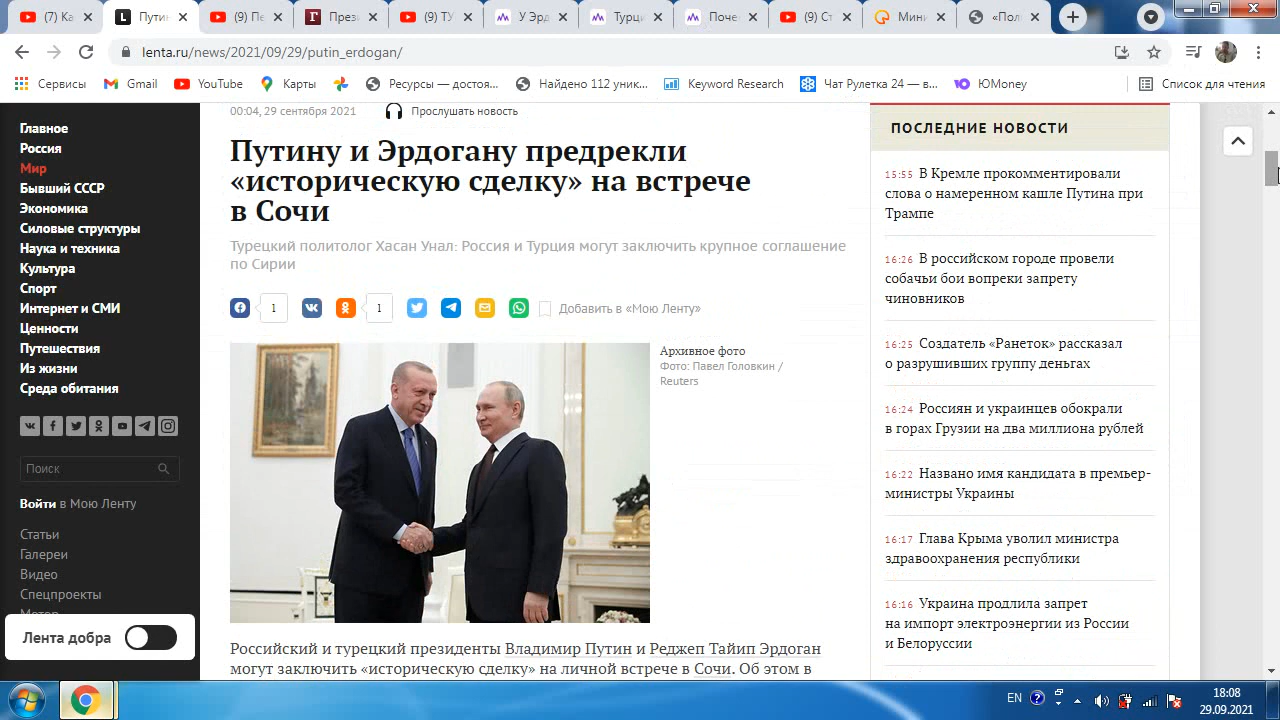 (7) Ка
Путин
(9) Пе
През
(9) ТУ
У Эрд
Турци
Поче
(9) Ст
Мини
«Пол
lenta.ru/news/2021/09/29/putin_erdogan/
Сервисы
Gmail
YouTube
Карты
Ресурсы — достоя...
Найдено 112 уник...
Keyword Research
Чат Рулетка 24 — в...
ЮMoney
Список для чтения
Главное
Россия
Мир
Бывший СССР
Экономика
Силовые структуры
Наука и техника
Культура
Спорт
Интернет и СМИ
Ценности
Путешествия
Из жизни
Среда обитания
Поиск
Войти в Мою Ленту
Статьи
Галереи
Видео
Спецпроекты
Мотор
Лента добра
00:04, 29 сентября 2021
Прослушать новость
Путину и Эрдогану предрекли
«историческую сделку» на встрече
в Сочи
Турецкий политолог Хасан Унал: Россия и Турция могут заключить крупное соглашение
по Сирии
1
1
Добавить в «Мою Ленту»
Архивное фото
Фото: Павел Головкин /
Reuters
Российский и турецкий президенты Владимир Путин и Реджеп Тайип Эрдоган
могут заключить «историческую сделку» на личной встрече в Сочи. Об этом в
ПОСЛЕДНИЕ НОВОСТИ
15:55 В Кремле прокомментировали
слова о намеренном кашле Путина при
Трампе
16:26 В российском городе провели
собачьи бои вопреки запрету
чиновников
16:25 Создатель «Ранеток» рассказал
о разрушивших группу деньгах
16:24 Россиян и украинцев обокрали
в горах Грузии на два миллиона рублей
16:22 Названо имя кандидата в премьер-
министры Украины
16:17 Глава Крыма уволил министра
здравоохранения республики
16:16 Украина продлила запрет
на импорт электроэнергии из России
и Белоруссии
EN
18:08
29.09.2021